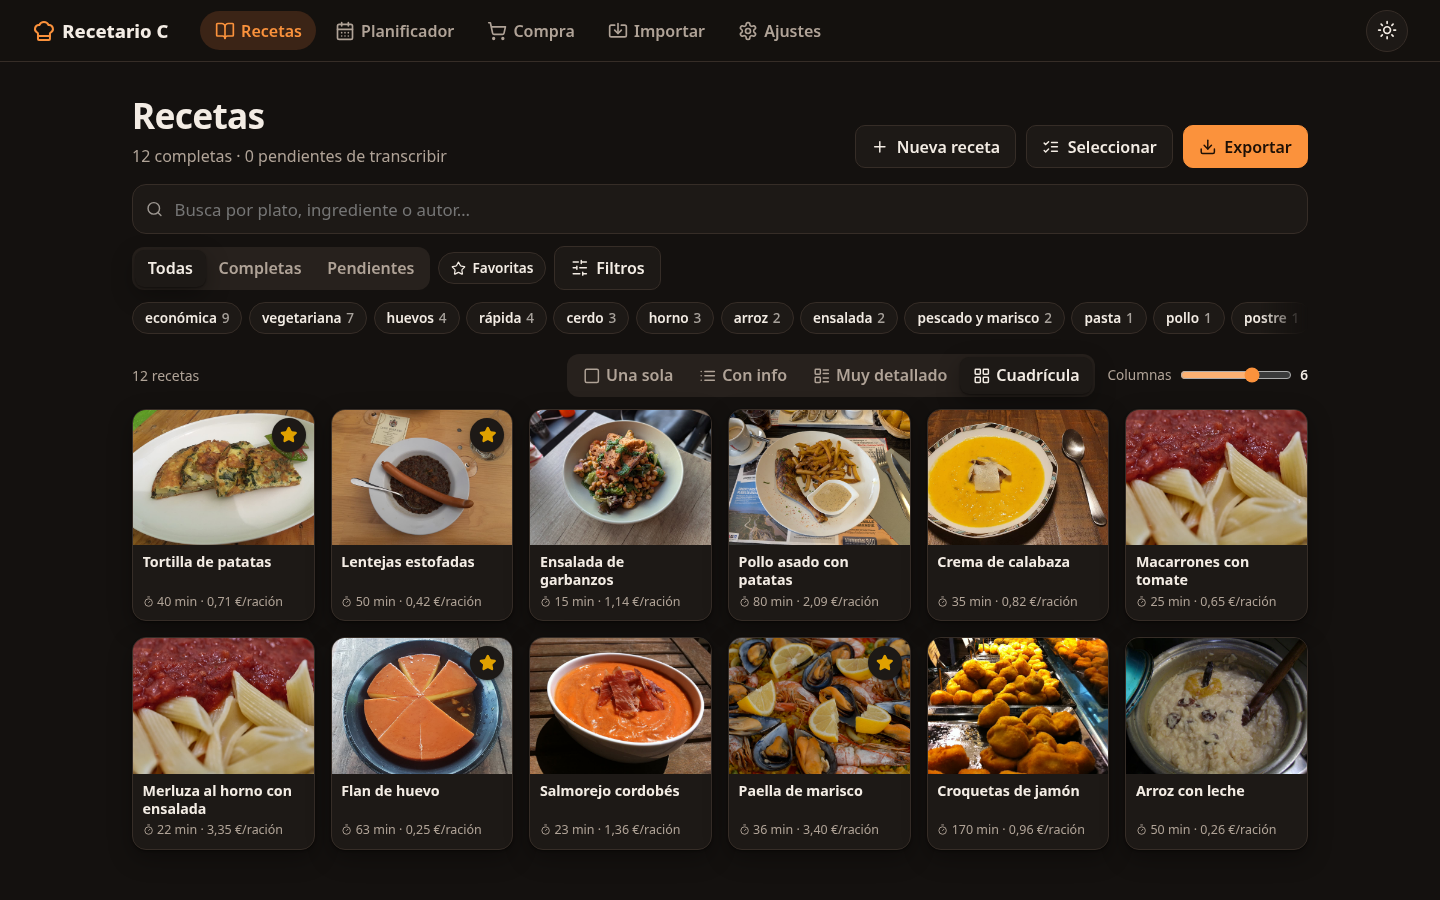 Recetario C
Recetas
Planificador
Compra
Importar
Ajustes
Recetas
12 completas · 0 pendientes de transcribir
Nueva receta
Seleccionar
Exportar
Busca por plato, ingrediente o autor...
Todas
Completas
Pendientes
Favoritas
Filtros
económica 9
vegetariana 7
huevos 4
rápida 4
cerdo 3
horno 3
arroz 2
ensalada 2
pescado y marisco 2
pasta 1
pollo 1
postre 1
12 recetas
Una sola
Con info
Muy detallado
Cuadrícula
Columnas
6
Tortilla de patatas
40 min · 0,71 €/ración
Lentejas estofadas
50 min · 0,42 €/ración
Ensalada de
garbanzos
15 min · 1,14 €/ración
Pollo asado con
patatas
80 min · 2,09 €/ración
Crema de calabaza
35 min · 0,82 €/ración
Macarrones con
tomate
25 min · 0,65 €/ración
Merluza al horno con
ensalada
22 min · 3,35 €/ración
Flan de huevo
63 min · 0,25 €/ración
Salmorejo cordobés
23 min · 1,36 €/ración
Paella de marisco
36 min · 3,40 €/ración
Croquetas de jamón
170 min · 0,96 €/ración
Arroz con leche
50 min · 0,26 €/ración